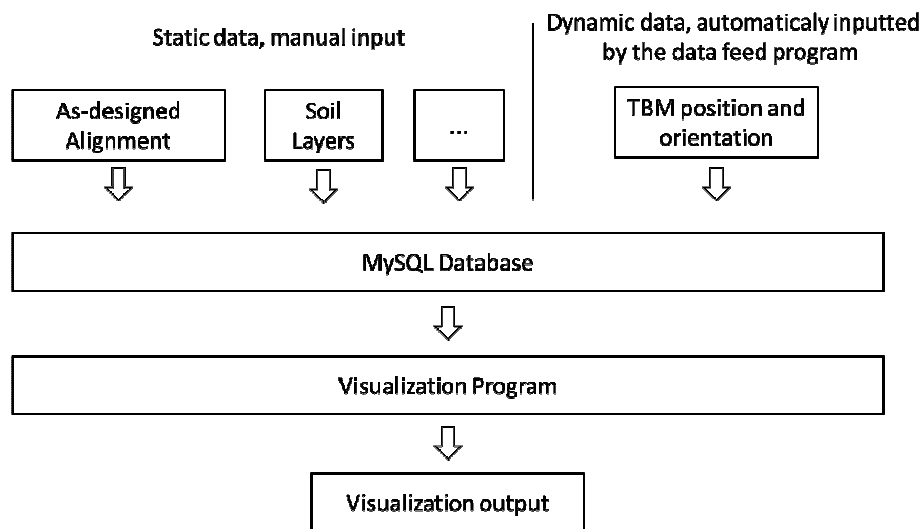 Static data, manual input
Dynamic data, automaticaly inputted
by the data feed program
As-designed
Alignment
Soil
Layers
...
TBM position and
orientation
MySQL Database
Visualization Program
Visualization output